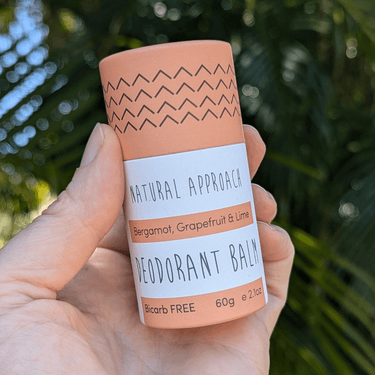 NATURAL APPROACH
Bergamot, Grapefruit & Lime
DEODORANT BALM
Bicarb FREE 60g e 2.1oz